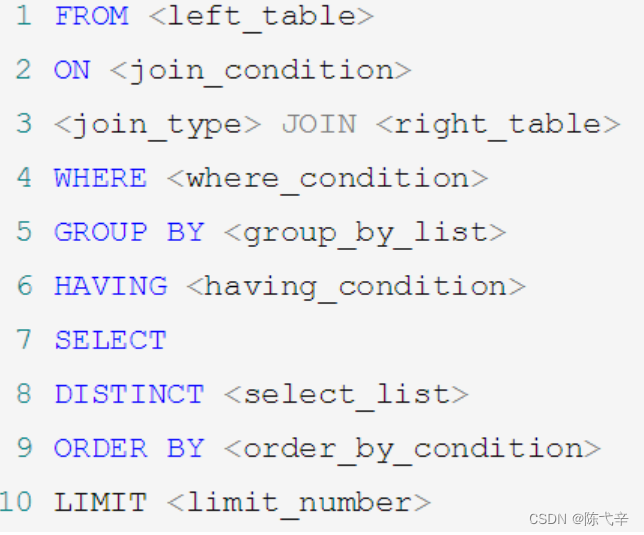 1 FROM <left_table>
2 ON <join_condition>
3 <join_type> JOIN <right_table>
4 WHERE <where_condition>
5 GROUP BY <group_by_list>
6 HAVING <having_condition>
7 SELECT
8 DISTINCT <select_list>
9 ORDER BY <order_by_condition>
10 LIMIT <limit_number>
CSDN @陈弋辛